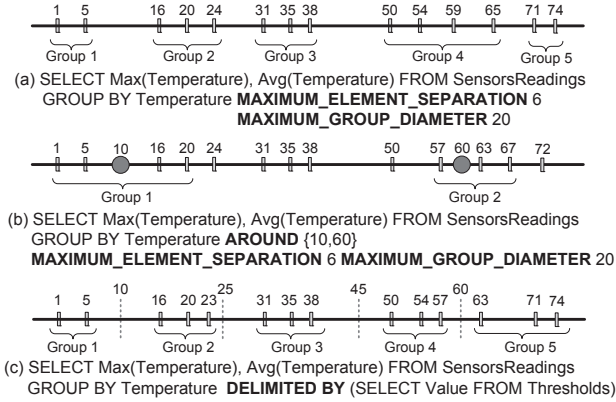 1 5 16 20 24 31 35 38 50 54 59 65 71 74
Group 1 Group 2 Group 3 Group 4 Group 5
(a) SELECT Max(Temperature), Avg(Temperature) FROM SensorsReadings
GROUP BY Temperature MAXIMUM_ELEMENT_SEPARATION 6
MAXIMUM_GROUP_DIAMETER 20
1 5 10 16 20 24 31 35 38 50 57 60 63 67 72
Group 1 Group 2
(b) SELECT Max(Temperature), Avg(Temperature) FROM SensorsReadings
GROUP BY Temperature AROUND {10,60}
MAXIMUM_ELEMENT_SEPARATION 6 MAXIMUM_GROUP_DIAMETER 20
1 5 10 16 20 23 25 31 35 38 45 50 54 57 60 63 71 74
Group 1 Group 2 Group 3 Group 4 Group 5
(c) SELECT Max(Temperature), Avg(Temperature) FROM SensorsReadings
GROUP BY Temperature DELIMITED BY (SELECT Value FROM Thresholds)